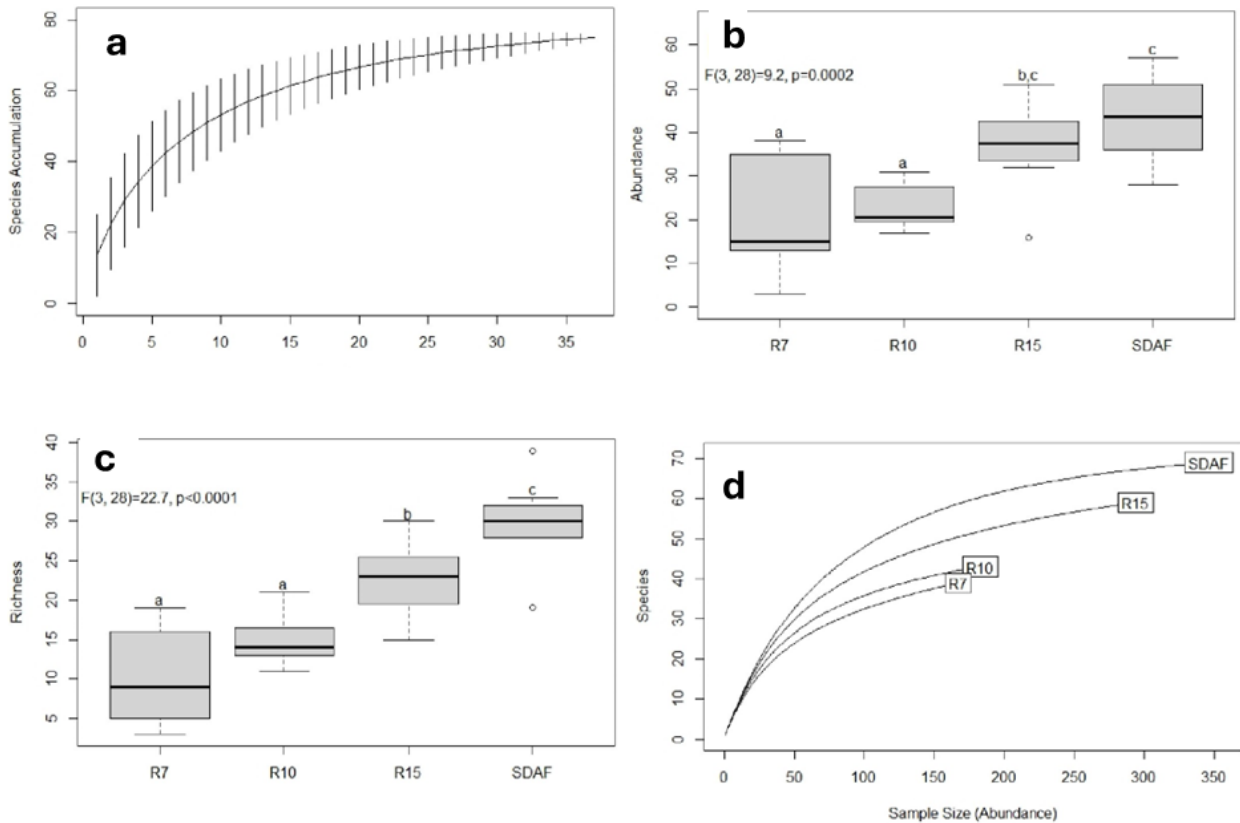 a
80
60
40
20
0
Species Accumulation
0 5 10 15 20 25 30 35
b
F(3, 28)=9.2, p=0.0002
60
50
40
30
20
10
0
Abundance
a
a
b,c
c
R7 R10 R15 SDAF
c
F(3, 28)=22.7, p<0.0001
40
35
30
25
20
15
10
5
Richness
a
a
b
c
R7 R10 R15 SDAF
d
70
60
50
40
30
20
10
0
Species
SDAF
R15
R10
R7
0 50 100 150 200 250 300 350
Sample Size (Abundance)